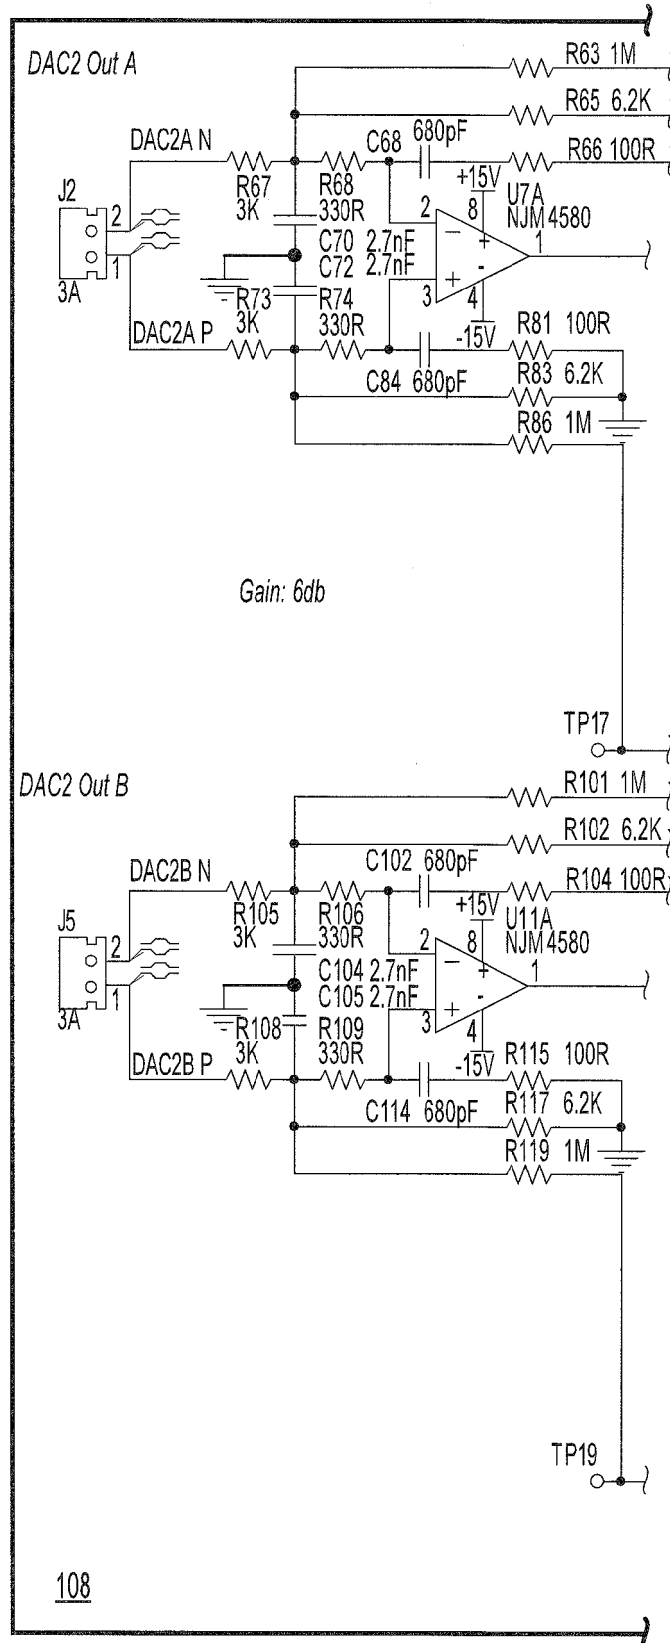 DAC2 Out A
R63 1M
R65 6.2K
680pF
C68
R66 100R
DAC2A N
+15V
U7A
NJM4580
R67
3K
R68
330R
J2
2
2
8
1
C70 2.7nF
C72 2.7nF
1
3A
3
4
R73
3K
R74
330R
-15V
R81 100R
DAC2A P
C84 680pF
R83 6.2K
R86 1M
Gain: 6db
TP17
DAC2 Out B
R101 1M
R102 6.2K
C102 680pF
DAC2B N
R104 100R
+15V
U11A
NJM4580
R105
3K
R106
330R
J5
2
2
8
1
C104 2.7nF
C105 2.7nF
1
3A
3
4
R108
3K
R109
330R
-15V
R115 100R
DAC2B P
C114 680pF
R117 6.2K
R119 1M
TP19
108